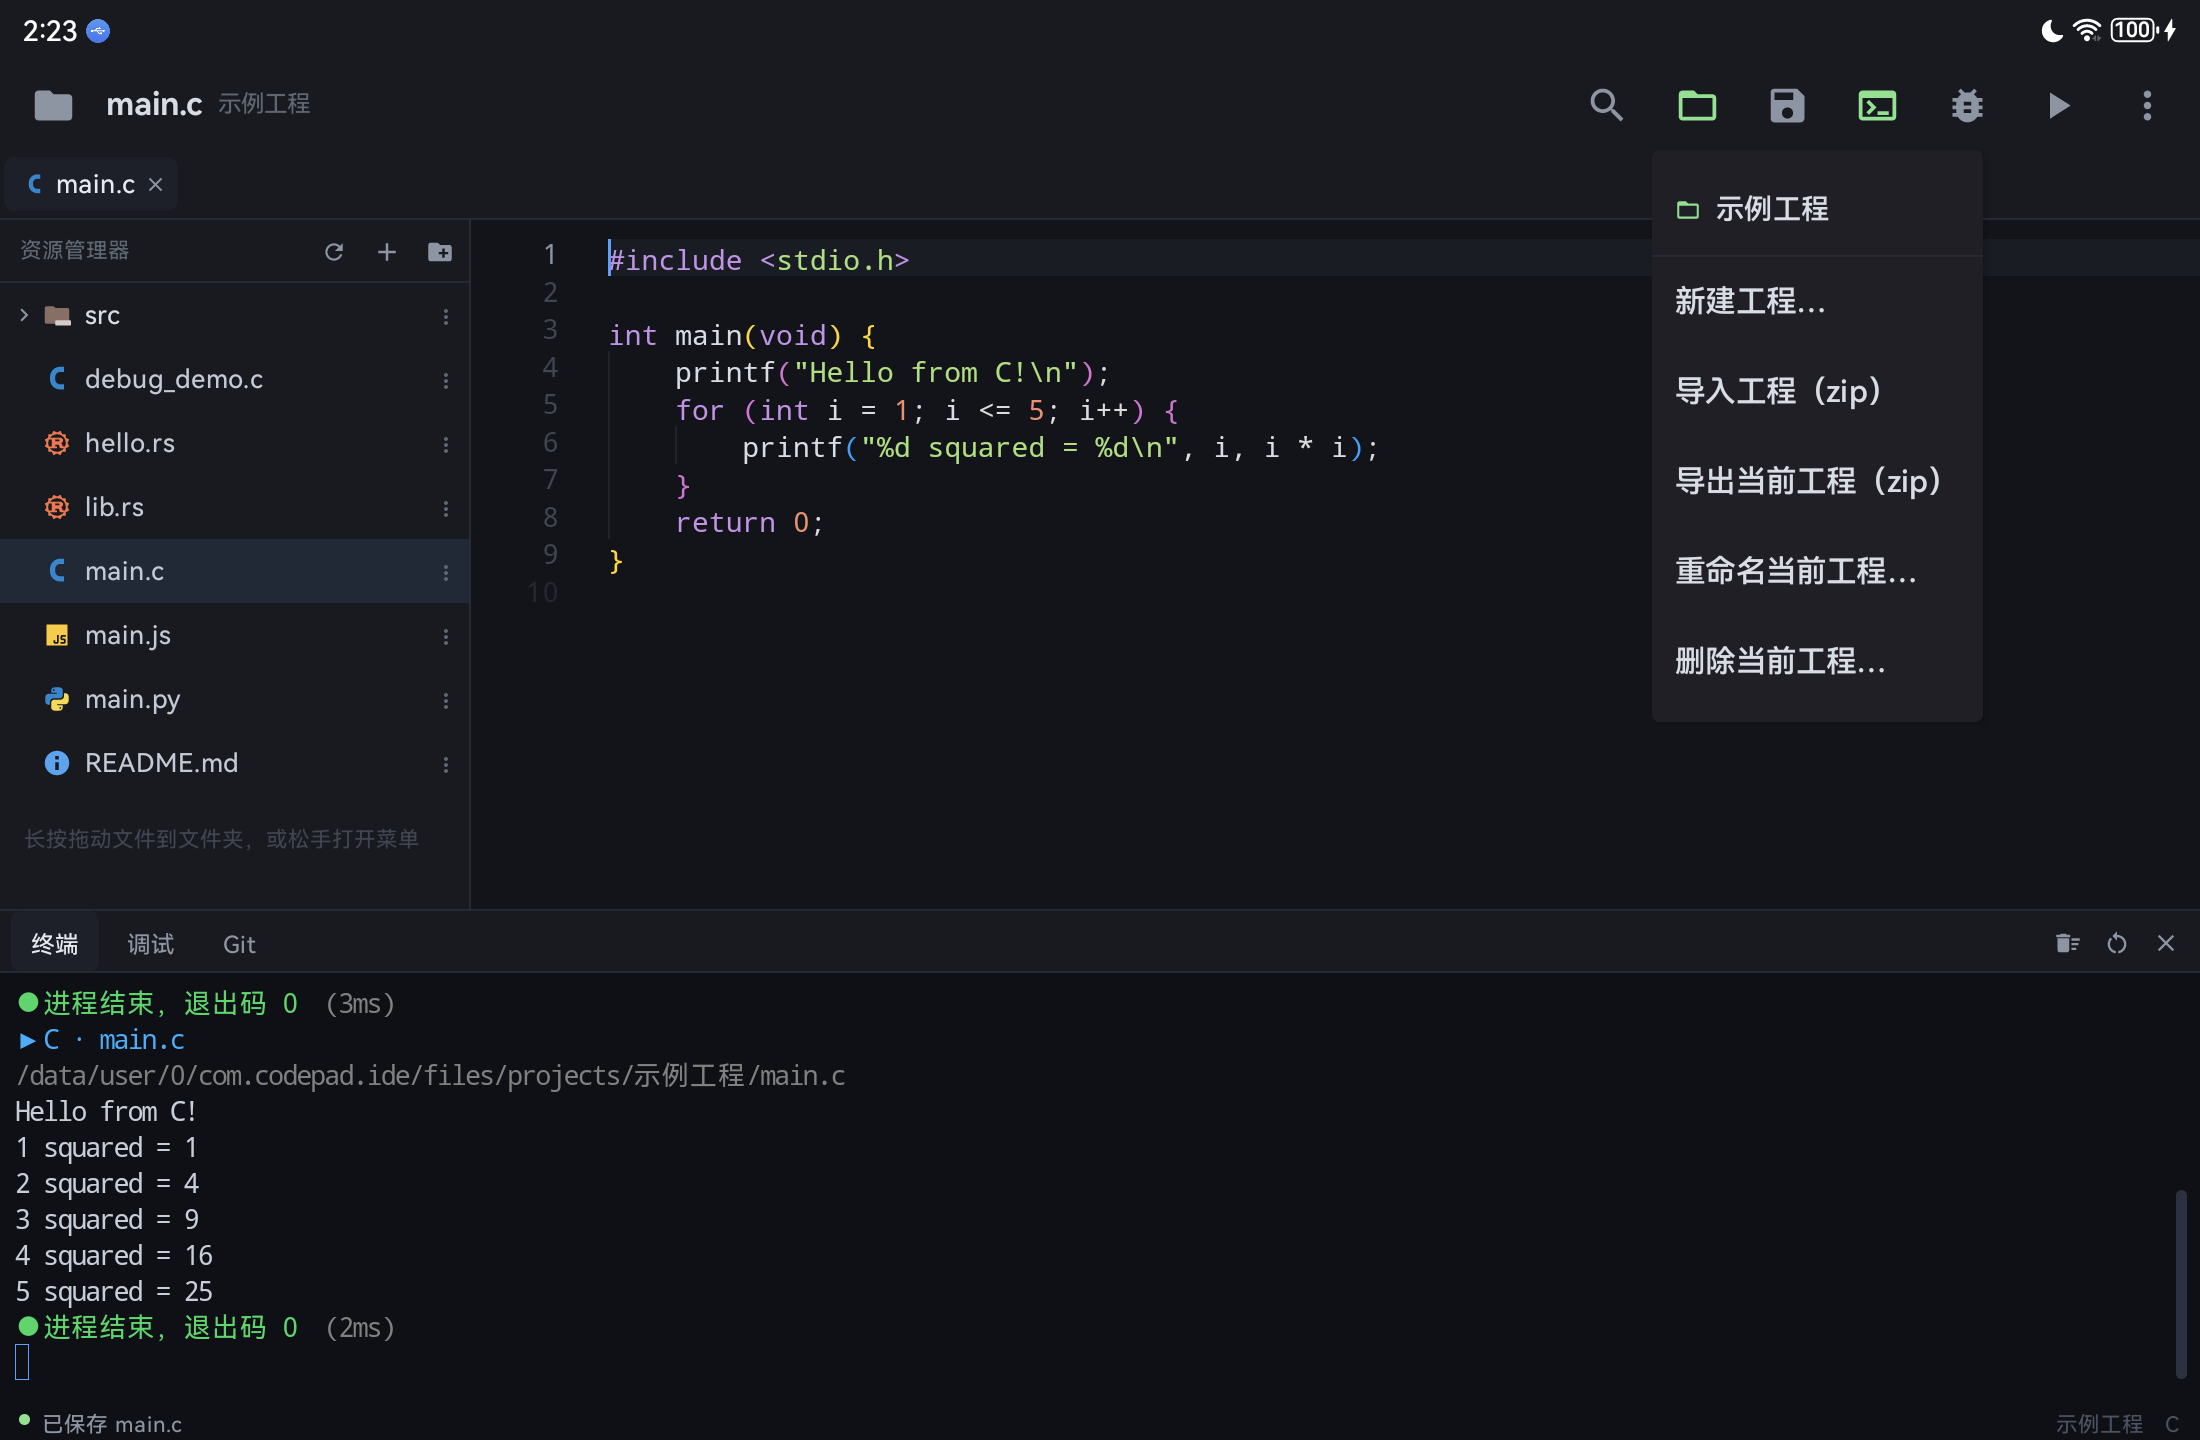 2:23
100
main.c 示例工程
main.c
资源管理器
src
debug_demo.c
hello.rs
lib.rs
main.c
main.js
main.py
README.md
长按拖动文件到文件夹，或松手打开菜单
1 #include <stdio.h>
2
3 int main(void) {
4     printf("Hello from C!\n");
5     for (int i = 1; i <= 5; i++) {
6         printf("%d squared = %d\n", i, i * i);
7     }
8     return 0;
9 }
10
示例工程
新建工程...
导入工程（zip）
导出当前工程（zip）
重命名当前工程...
删除当前工程...
终端 调试 Git
进程结束，退出码 0 (3ms)
C · main.c
/data/user/0/com.codepad.ide/files/projects/示例工程/main.c
Hello from C!
1 squared = 1
2 squared = 4
3 squared = 9
4 squared = 16
5 squared = 25
进程结束，退出码 0 (2ms)
已保存 main.c
示例工程 C